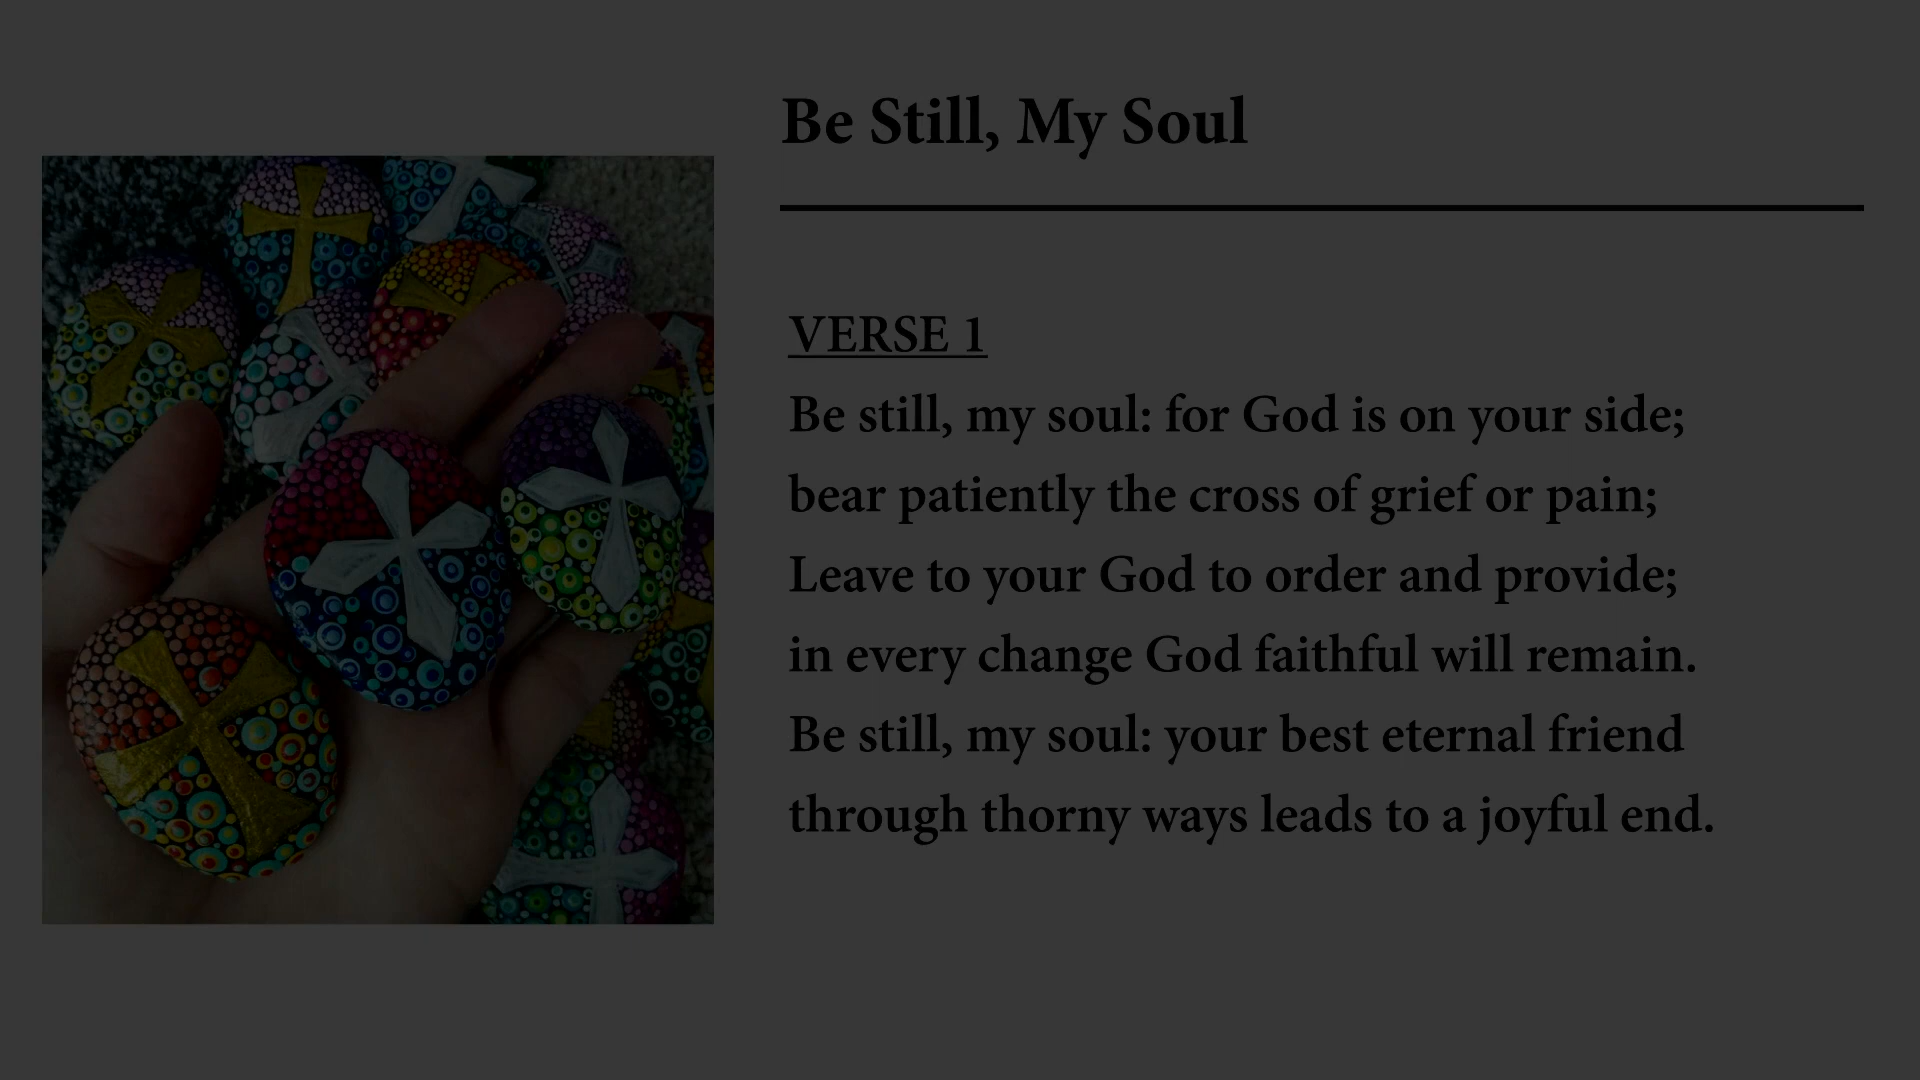 Be Still, My Soul
VERSE 1
Be still, my soul: for God is on your side;
bear patiently the cross of grief or pain;
Leave to your God to order and provide;
in every change God faithful will remain.
Be still, my soul: your best eternal friend
through thorny ways leads to a joyful end.